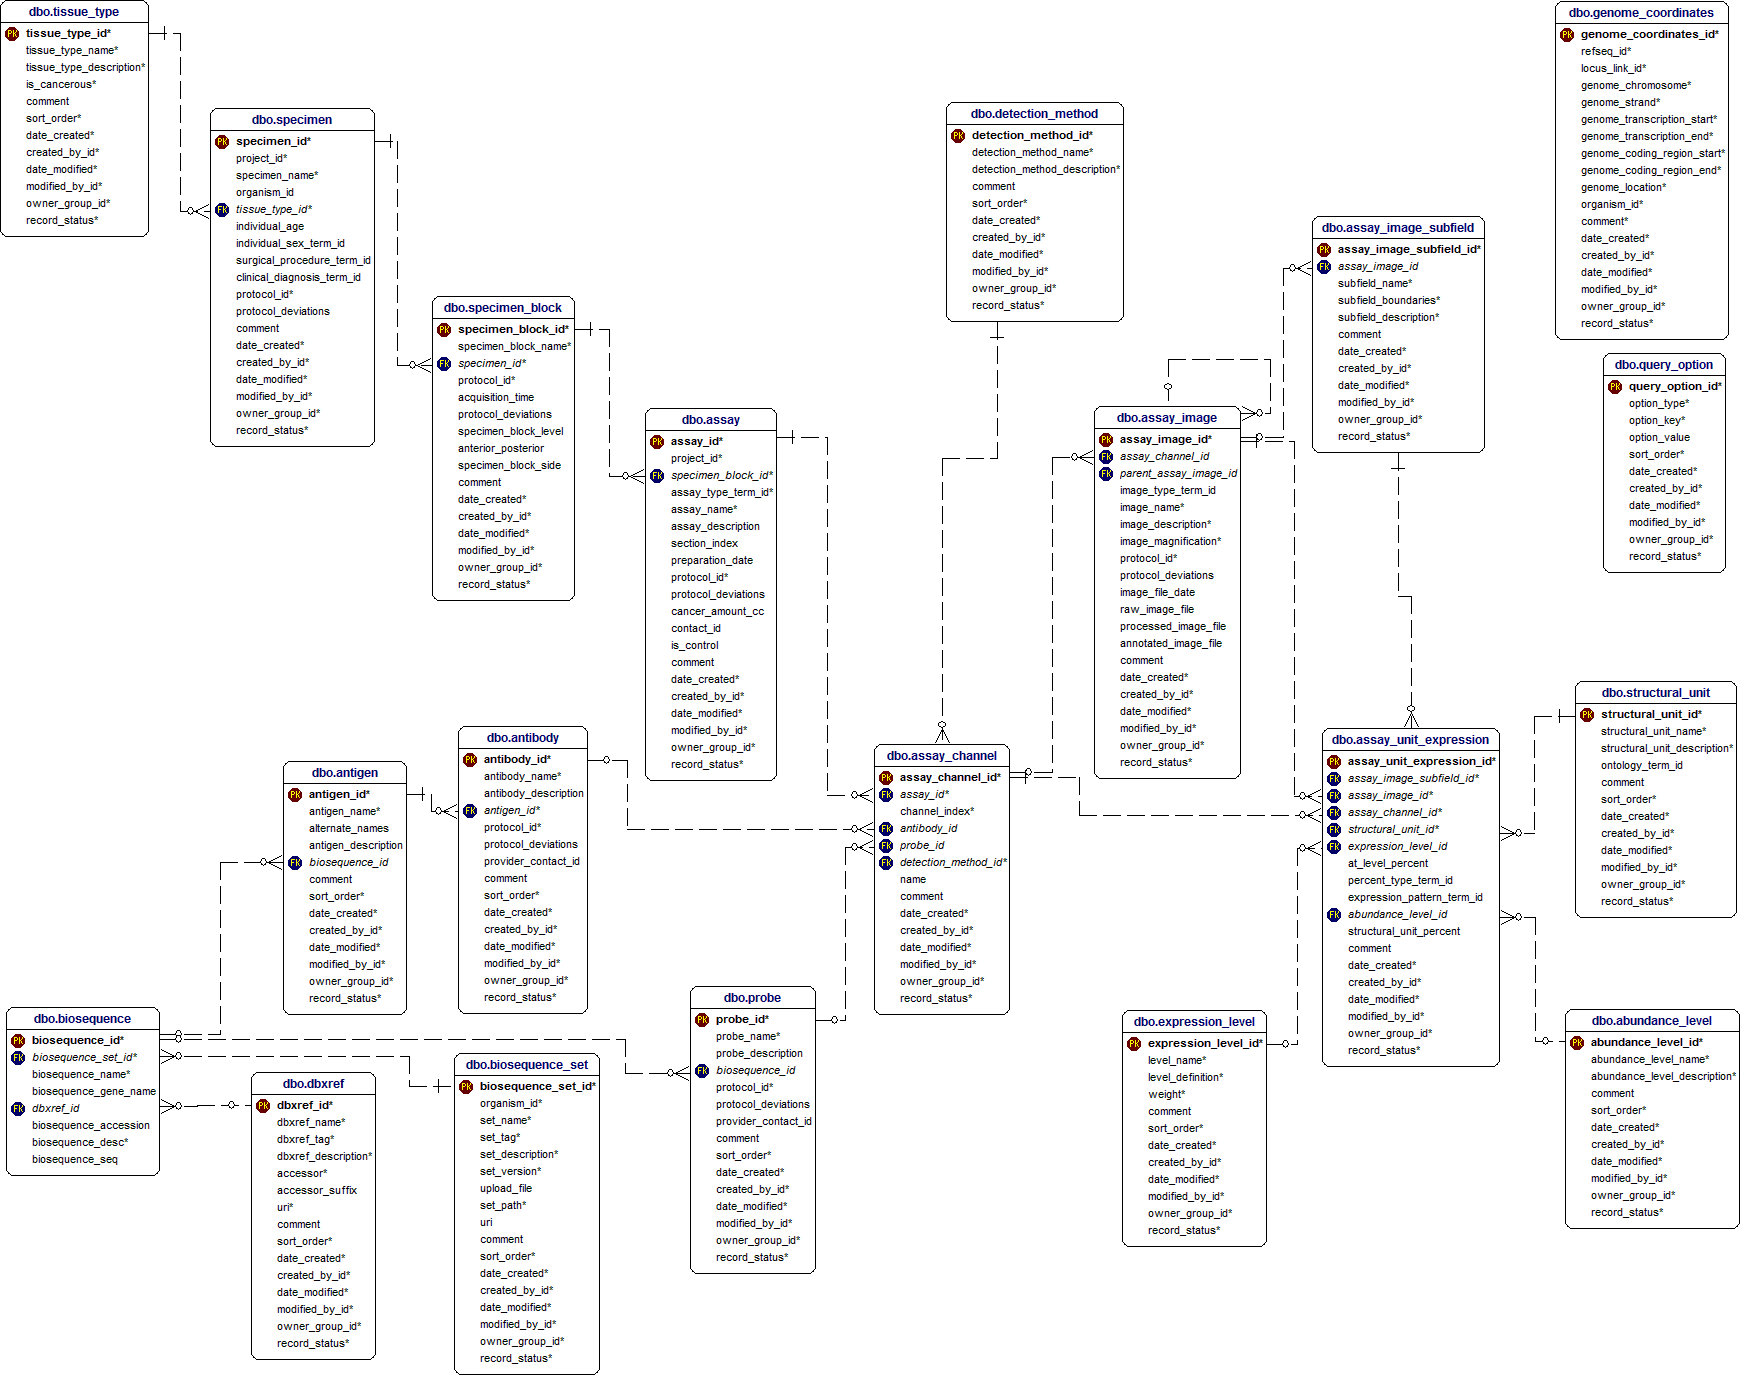 dbo.tissue_type
PK tissue_type_id*
tissue_type_name*
tissue_type_description*
is_cancerous*
comment
sort_order*
date_created*
created_by_id*
date_modified*
modified_by_id*
owner_group_id*
record_status*
dbo.specimen
PK specimen_id*
project_id*
specimen_name*
organism_id
FK tissue_type_id*
individual_age
individual_sex_term_id
surgical_procedure_term_id
clinical_diagnosis_term_id
protocol_id*
protocol_deviations
comment
date_created*
created_by_id*
date_modified*
modified_by_id*
owner_group_id*
record_status*
dbo.specimen_block
PK specimen_block_id*
specimen_block_name*
FK specimen_id*
protocol_id*
acquisition_time
protocol_deviations
specimen_block_level
anterior_posterior
specimen_block_side
comment
date_created*
created_by_id*
date_modified*
modified_by_id*
owner_group_id*
record_status*
dbo.assay
PK assay_id*
project_id*
FK specimen_block_id*
assay_type_term_id*
assay_name*
assay_description
section_index
preparation_date
protocol_id*
protocol_deviations
cancer_amount_cc
contact_id
is_control
comment
date_created*
created_by_id*
date_modified*
modified_by_id*
owner_group_id*
record_status*
dbo.detection_method
PK detection_method_id*
detection_method_name*
detection_method_description*
comment
sort_order*
date_created*
created_by_id*
date_modified*
modified_by_id*
owner_group_id*
record_status*
dbo.assay_image
PK assay_image_id*
FK assay_channel_id
FK parent_assay_image_id
image_type_term_id
image_name*
image_description*
image_magnification*
protocol_id*
protocol_deviations
image_file_date
raw_image_file
processed_image_file
annotated_image_file
comment
date_created*
created_by_id*
date_modified*
modified_by_id*
owner_group_id*
record_status*
dbo.assay_image_subfield
PK assay_image_subfield_id*
FK assay_image_id
subfield_name*
subfield_boundaries*
subfield_description*
comment
date_created*
created_by_id*
date_modified*
modified_by_id*
owner_group_id*
record_status*
dbo.genome_coordinates
PK genome_coordinates_id*
refseq_id*
locus_link_id*
genome_chromosome*
genome_strand*
genome_transcription_start*
genome_transcription_end*
genome_coding_region_start*
genome_coding_region_end*
genome_location*
organism_id*
comment*
date_created*
created_by_id*
date_modified*
modified_by_id*
owner_group_id*
record_status*
dbo.query_option
PK query_option_id*
option_type*
option_key*
option_value
sort_order*
date_created*
created_by_id*
date_modified*
modified_by_id*
owner_group_id*
record_status*
dbo.antigen
PK antigen_id*
antigen_name*
alternate_names
antigen_description
FK biosequence_id
comment
sort_order*
date_created*
created_by_id*
date_modified*
modified_by_id*
owner_group_id*
record_status*
dbo.antibody
PK antibody_id*
antibody_name*
antibody_description
FK antigen_id*
protocol_id*
protocol_deviations
provider_contact_id
comment
sort_order*
date_created*
created_by_id*
date_modified*
modified_by_id*
owner_group_id*
record_status*
dbo.assay_channel
PK assay_channel_id*
FK assay_id*
channel_index*
FK antibody_id
FK probe_id
FK detection_method_id*
name
comment
date_created*
created_by_id*
date_modified*
modified_by_id*
owner_group_id*
record_status*
dbo.assay_unit_expression
PK assay_unit_expression_id*
FK assay_image_subfield_id*
FK assay_image_id*
FK assay_channel_id*
FK structural_unit_id*
FK expression_level_id
at_level_percent
percent_type_term_id
expression_pattern_term_id
FK abundance_level_id
structural_unit_percent
comment
date_created*
created_by_id*
date_modified*
modified_by_id*
owner_group_id*
record_status*
dbo.structural_unit
PK structural_unit_id*
structural_unit_name*
structural_unit_description*
ontology_term_id
comment
sort_order*
date_created*
created_by_id*
date_modified*
modified_by_id*
owner_group_id*
record_status*
dbo.biosequence
PK biosequence_id*
FK biosequence_set_id*
biosequence_name*
biosequence_gene_name
FK dbxref_id
biosequence_accession
biosequence_desc*
biosequence_seq
dbo.dbxref
PK dbxref_id*
dbxref_name*
dbxref_tag*
dbxref_description*
accessor*
accessor_suffix
uri*
comment
sort_order*
date_created*
created_by_id*
date_modified*
modified_by_id*
owner_group_id*
record_status*
dbo.biosequence_set
PK biosequence_set_id*
organism_id*
set_name*
set_tag*
set_description*
set_version*
upload_file
set_path*
uri
comment
sort_order*
date_created*
created_by_id*
date_modified*
modified_by_id*
owner_group_id*
record_status*
dbo.probe
PK probe_id*
probe_name*
probe_description
FK biosequence_id
protocol_id*
protocol_deviations
provider_contact_id
comment
sort_order*
date_created*
created_by_id*
date_modified*
modified_by_id*
owner_group_id*
record_status*
dbo.expression_level
PK expression_level_id*
level_name*
level_definition*
weight*
comment
sort_order*
date_created*
created_by_id*
date_modified*
modified_by_id*
owner_group_id*
record_status*
dbo.abundance_level
PK abundance_level_id*
abundance_level_name*
abundance_level_description*
comment
sort_order*
date_created*
created_by_id*
date_modified*
modified_by_id*
owner_group_id*
record_status*